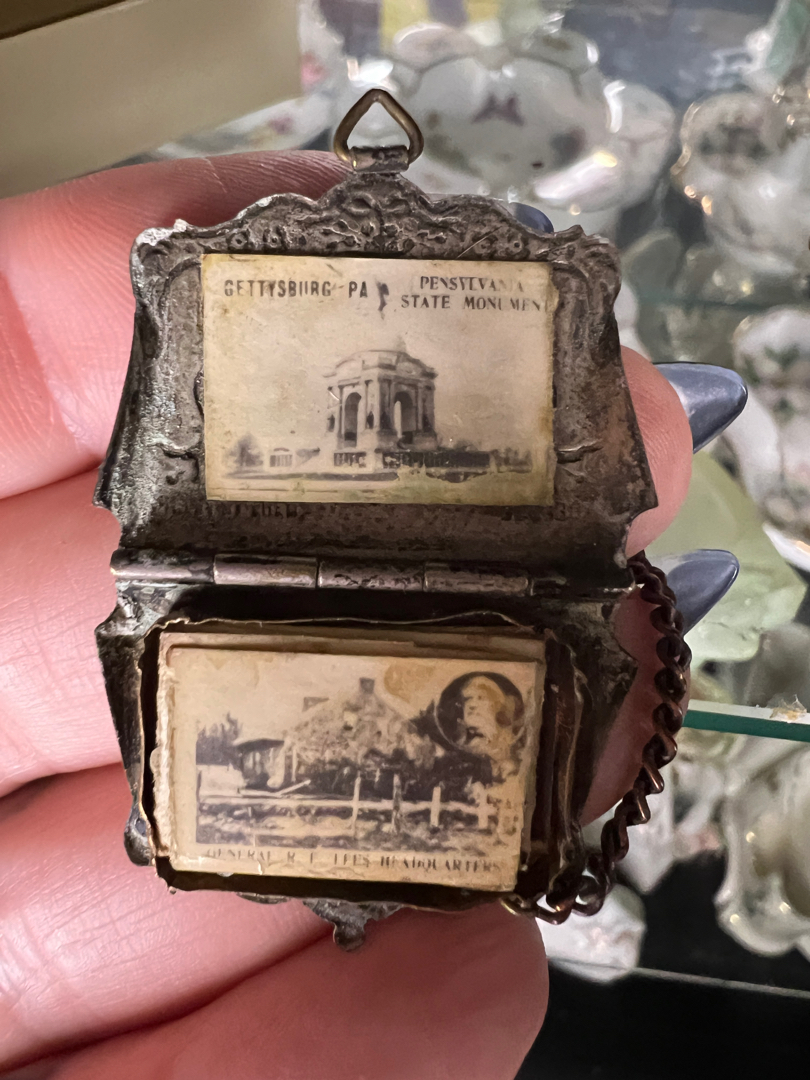 GETTYSBURG PA
PENSYLVANIA
STATE MONUMENT
GENERAL R. E. LEES HEADQUARTERS